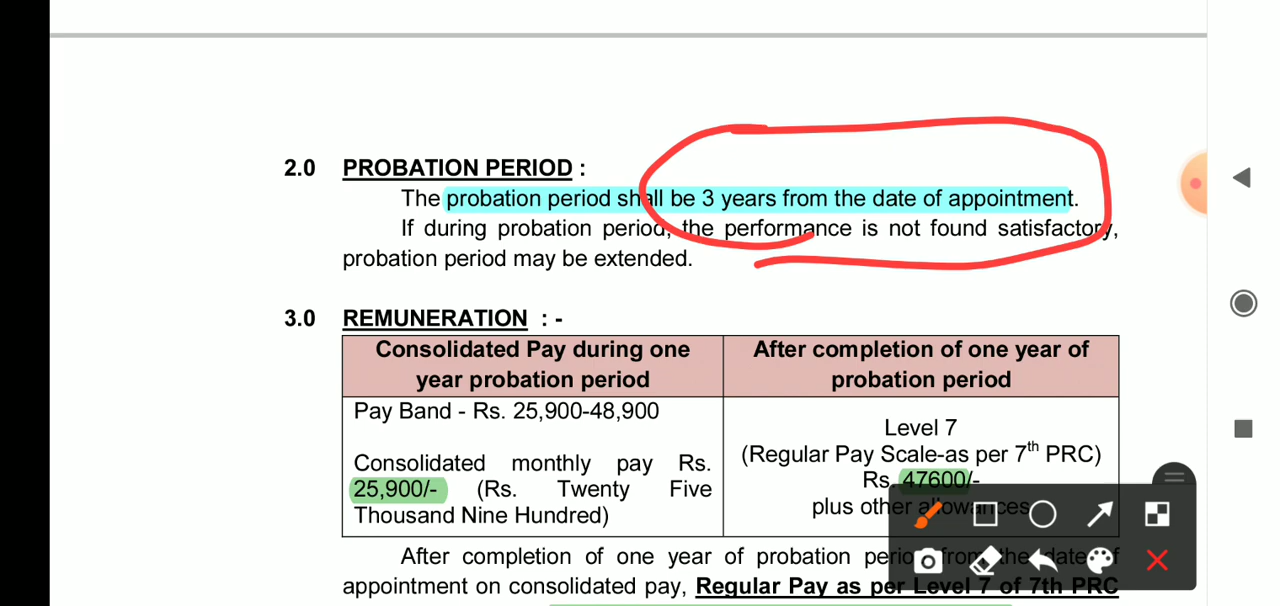 2.0 PROBATION PERIOD :
The probation period shall be 3 years from the date of appointment.
If during probation period, the performance is not found satisfactory,
probation period may be extended.
3.0 REMUNERATION : -
Consolidated Pay during one
year probation period
After completion of one year of
probation period
Pay Band - Rs. 25,900-48,900
Consolidated monthly pay Rs.
25,900/- (Rs. Twenty Five
Thousand Nine Hundred)
Level 7
(Regular Pay Scale-as per 7th PRC)
Rs. 47600/-
plus other allowances
After completion of one year of probation period from the date of
appointment on consolidated pay, Regular Pay as per Level 7 of 7th PRC